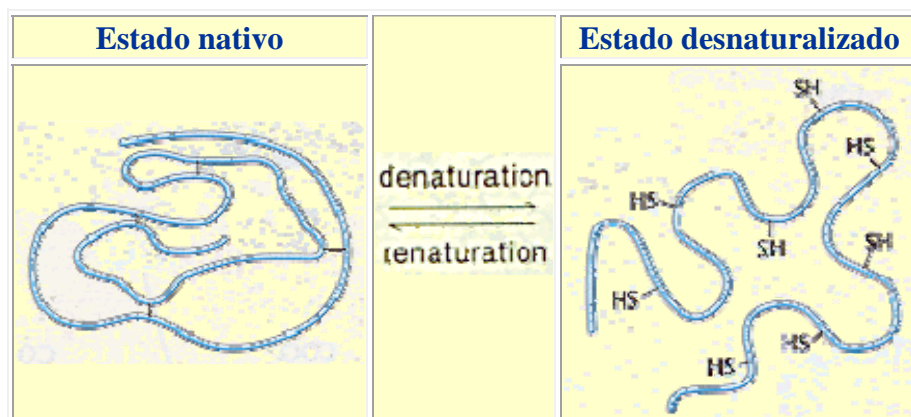 Estado nativo
Estado desnaturalizado
denaturation
renaturation
SH
HS
HS
SH
SH
HS
HS
HS